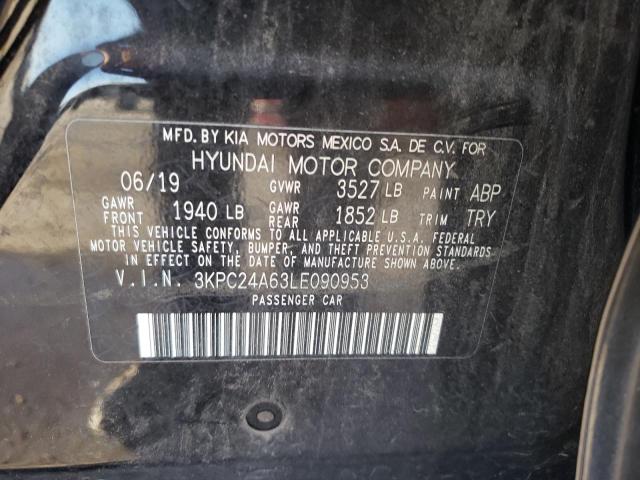 MFD. BY KIA MOTORS MEXICO S.A. DE C.V. FOR
HYUNDAI MOTOR COMPANY
06/19 GVWR 3527 LB PAINT ABP
GAWR FRONT 1940 LB GAWR REAR 1852 LB TRIM TRY
THIS VEHICLE CONFORMS TO ALL APPLICABLE U.S.A. FEDERAL
MOTOR VEHICLE SAFETY, BUMPER, AND THEFT PREVENTION STANDARDS
IN EFFECT ON THE DATE OF MANUFACTURE SHOWN ABOVE.
V.I.N. 3KPC24A63LE090953
PASSENGER CAR